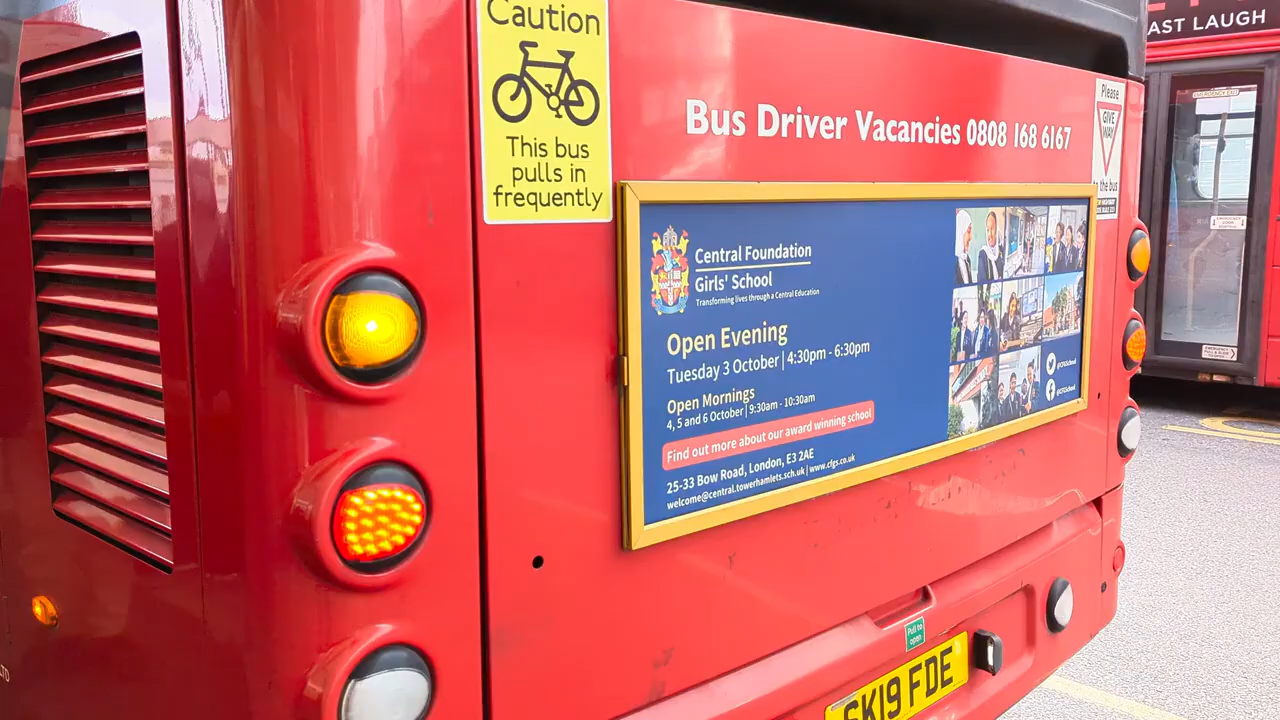 Caution
This bus
pulls in
frequently
Bus Driver Vacancies 0808 168 6167
Please
GIVE
WAY
to the bus
Central Foundation
Girls' School
Transforming lives through a Central Education
Open Evening
Tuesday 3 October | 4:30pm - 6:30pm
Open Mornings
4, 5 and 6 October | 9:30am - 10:30am
Find out more about our award winning school
25-33 Bow Road, London, E3 2AE
welcome@central.towerhamlets.sch.uk | www.cfgs.co.uk
@CFGSchool
@CFGSchool
Pull to
open
SK19 FDE
AST LAUGH
EMERGENCY EXIT
LTD